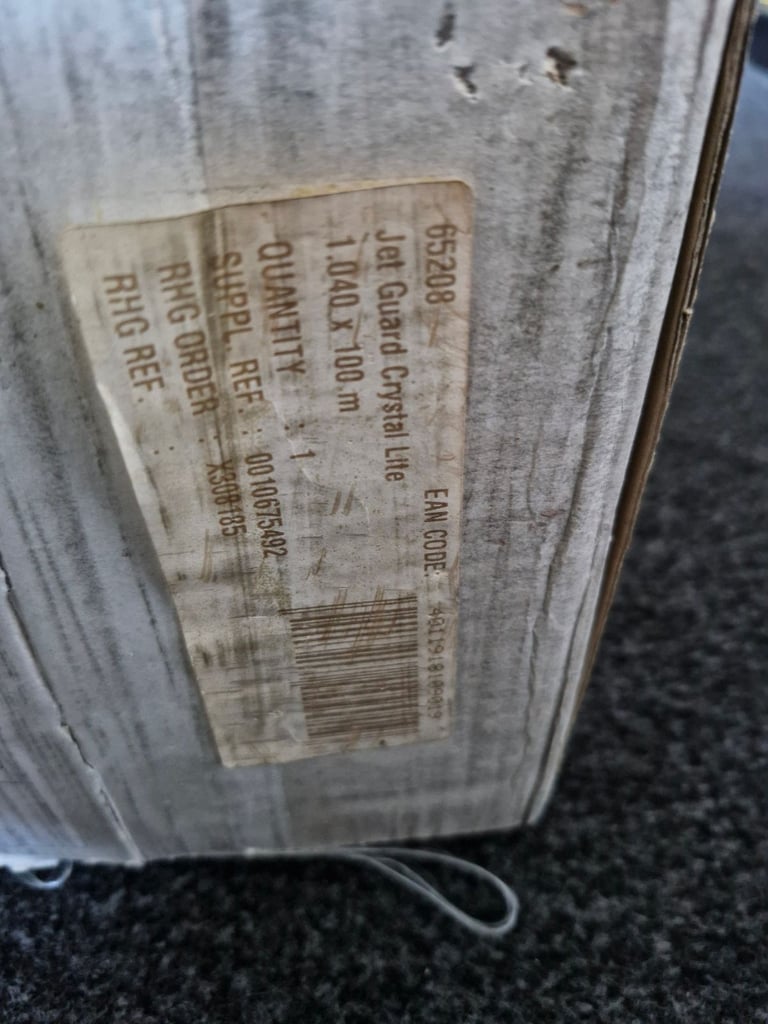 65208 EAN CODE:
Jet Guard Crystal Lite
1.040 x 100 m
QUANTITY : 1
SUPPL. REF. : 0010675492
RHG ORDER : X308185
RHG REF. :